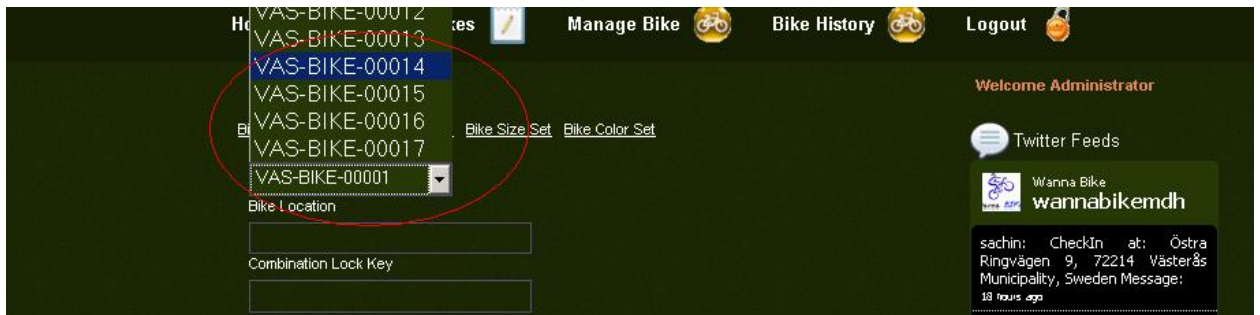 VAS-BIKE-00012
Manage Bike
Bike History
Logout
VAS-BIKE-00013
VAS-BIKE-00014
VAS-BIKE-00015
VAS-BIKE-00016
VAS-BIKE-00017
Bike Size Set Bike Color Set
VAS-BIKE-00001
Bike Location
Combination Lock Key
Welcome Administrator
Twitter Feeds
Wanna Bike
wannabikemdh
sachin: CheckIn at: Östra
Ringvägen 9, 72214 Västerås
Municipality, Sweden Message:
18 hours ago